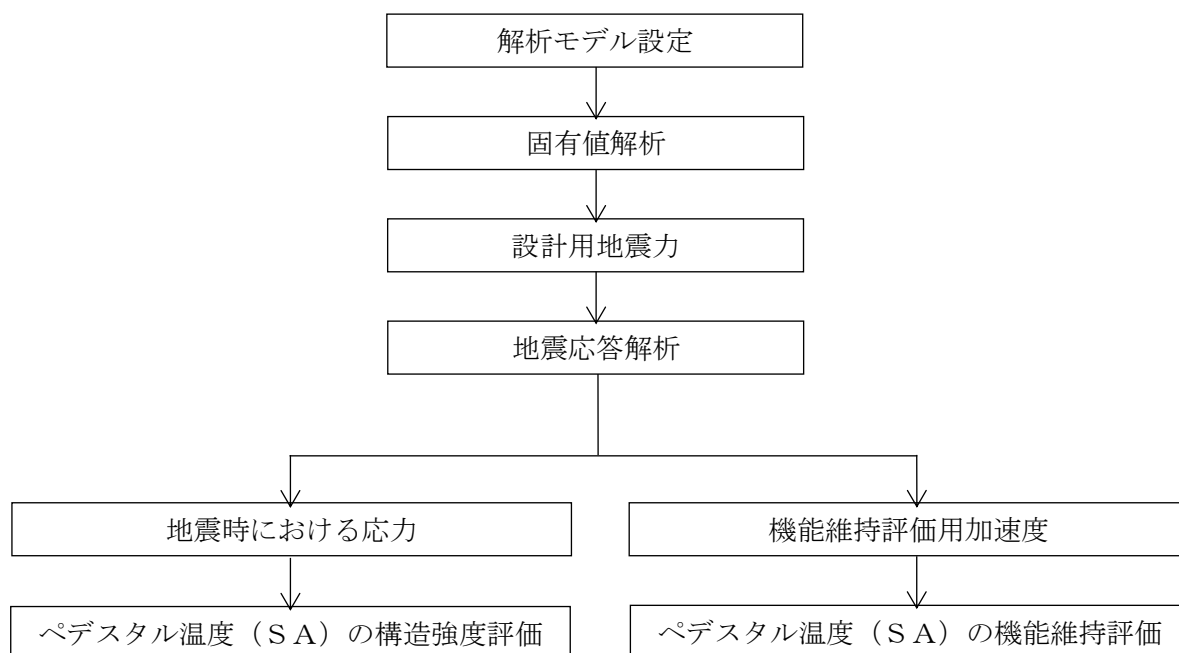 解析モデル設定
固有値解析
設計用地震力
地震応答解析
地震時における応力
機能維持評価用加速度
ペデスタル温度（ＳＡ）の構造強度評価
ペデスタル温度（ＳＡ）の機能維持評価